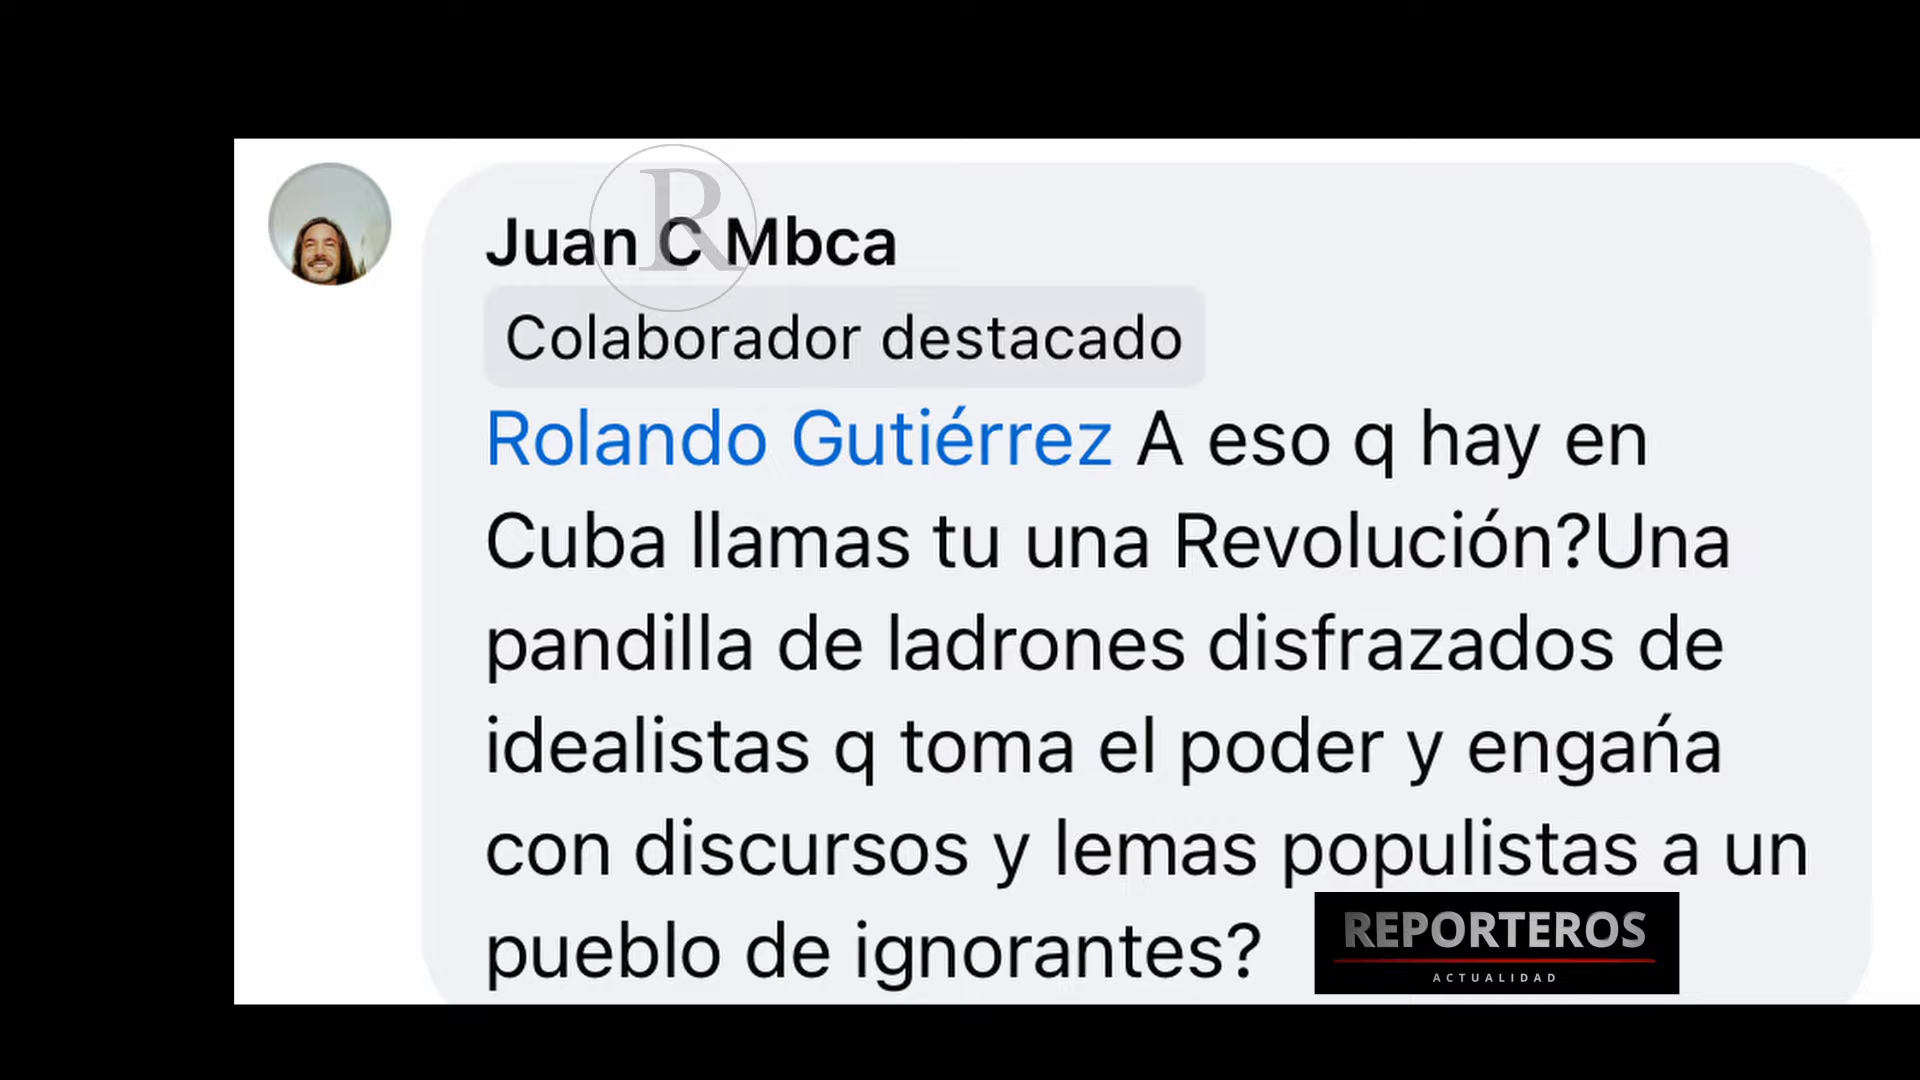 R
Juan C Mbca
Colaborador destacado
Rolando Gutiérrez A eso q hay en
Cuba llamas tu una Revolución?Una
pandilla de ladrones disfrazados de
idealistas q toma el poder y engańa
con discursos y lemas populistas a un
pueblo de ignorantes?
REPORTEROS
ACTUALIDAD